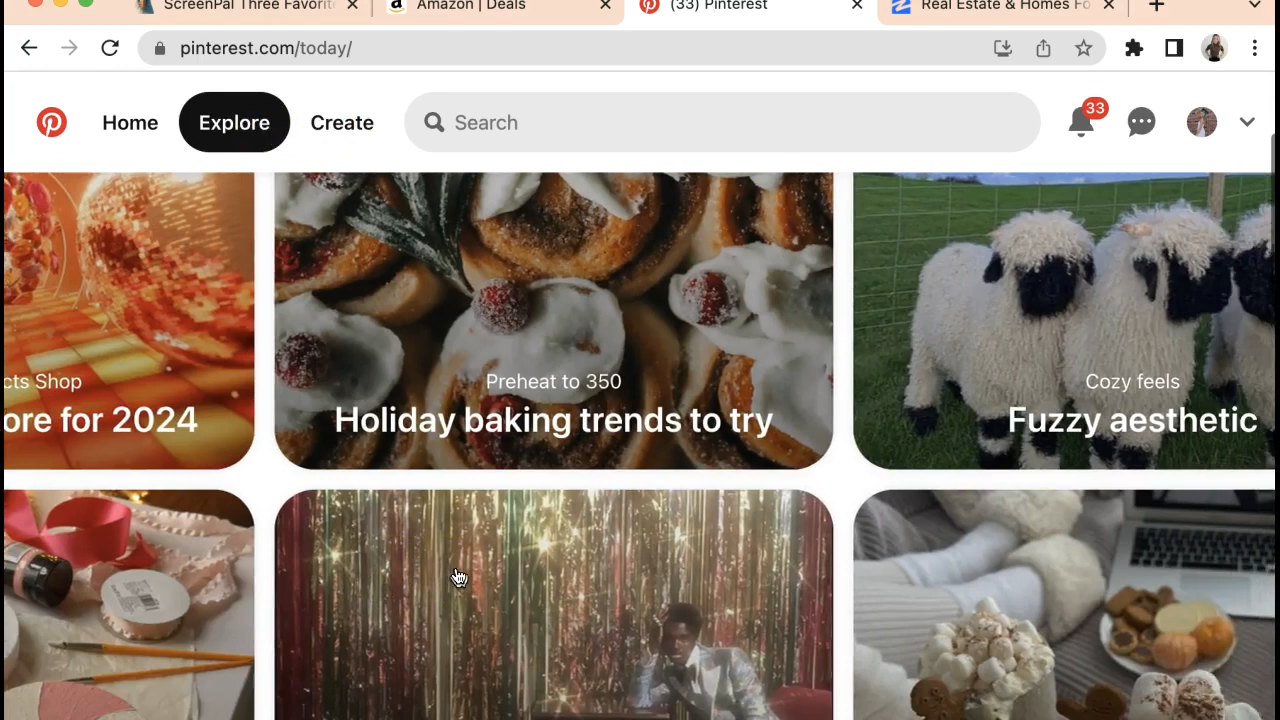 ScreenPal Three Favorit
Amazon | Deals
(33) Pinterest
Real Estate & Homes Fo
pinterest.com/today/
Home
Explore
Create
Search
33
cts Shop
ore for 2024
Preheat to 350
Holiday baking trends to try
Cozy feels
Fuzzy aesthetic